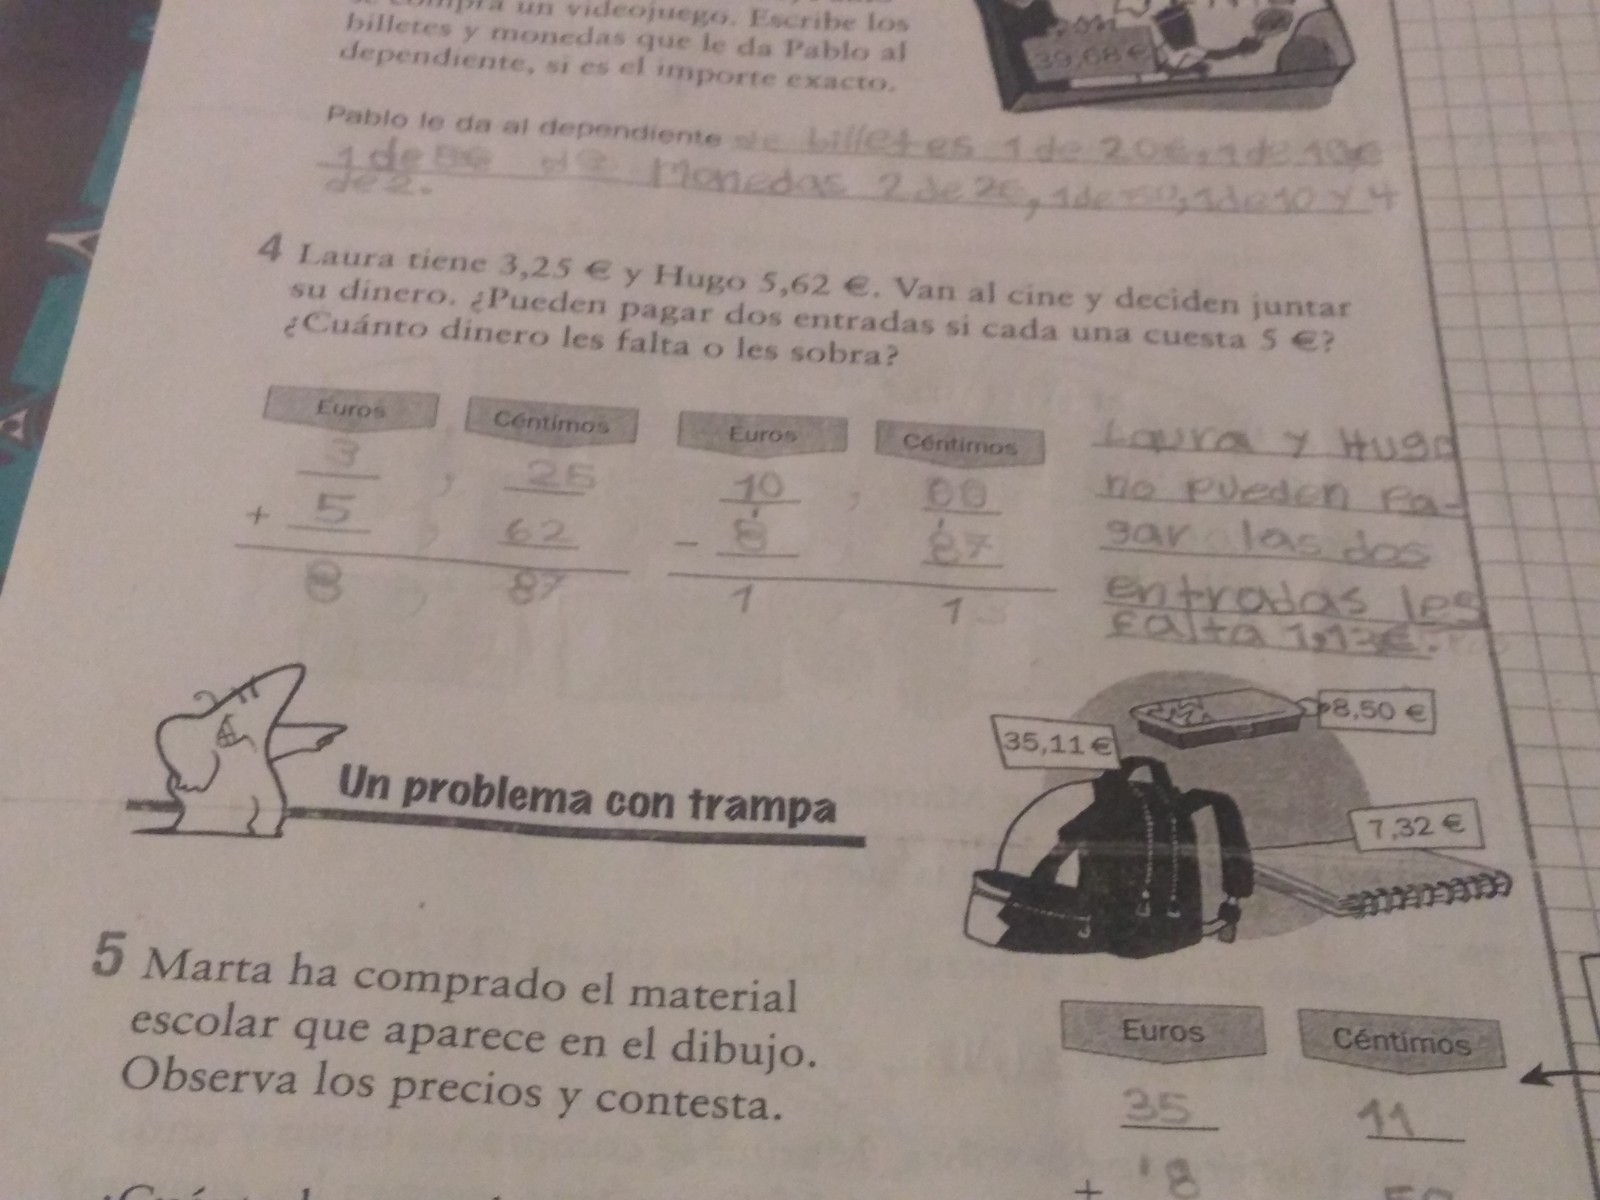 se compra un videojuego. Escribe los
billetes y monedas que le da Pablo al
dependiente, si es el importe exacto.
39,68 €
Pablo le da al dependiente de billetes 1 de 20€, 1 de 10€
1 de 5€ de Monedas 2 de 2€, 1 de 50, 1 de 10 y 4
de 2.
4 Laura tiene 3,25 € y Hugo 5,62 €. Van al cine y deciden juntar
su dinero. ¿Pueden pagar dos entradas si cada una cuesta 5 €?
¿Cuánto dinero les falta o les sobra?
Euros Céntimos Euros Céntimos
3 , 25 10 , 00
+ 5 , 62 - 8 87
8 , 87 1 1
Laura y Hugo
no pueden pa-
gar las dos
entradas les
falta 1,13€.
8,50 €
35,11 €
7,32 €
Un problema con trampa
5 Marta ha comprado el material
escolar que aparece en el dibujo.
Observa los precios y contesta.
Euros Céntimos
35 11
+ 8